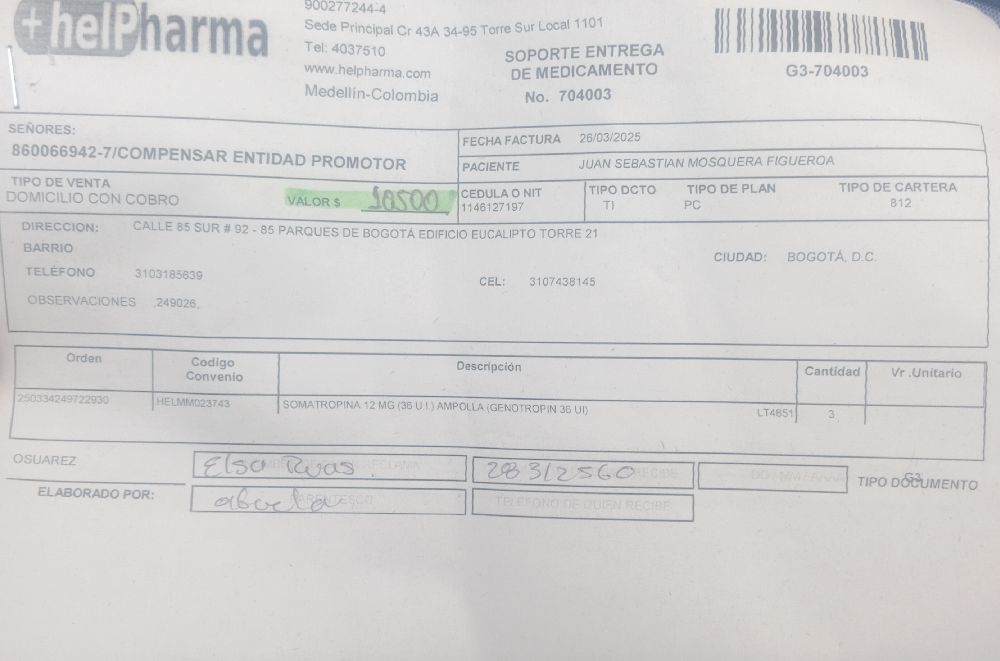 +helPharma
900277244-4
Sede Principal Cr 43A 34-95 Torre Sur Local 1101
Tel: 4037510
www.helpharma.com
Medellín-Colombia
SOPORTE ENTREGA
DE MEDICAMENTO
No. 704003
G3-704003
SEÑORES:
860066942-7/COMPENSAR ENTIDAD PROMOTOR
FECHA FACTURA 26/03/2025
PACIENTE JUAN SEBASTIAN MOSQUERA FIGUEROA
TIPO DE VENTA
DOMICILIO CON COBRO
VALOR $ 18500
CEDULA O NIT
1146127197
TIPO DCTO
TI
TIPO DE PLAN
PC
TIPO DE CARTERA
812
DIRECCION: CALLE 85 SUR # 92 - 85 PARQUES DE BOGOTÁ EDIFICIO EUCALIPTO TORRE 21
BARRIO
CIUDAD: BOGOTÁ, D.C.
TELÉFONO 3103185639
CEL: 3107438145
OBSERVACIONES ,249026,
Orden Codigo Convenio Descripción Cantidad Vr .Unitario
250334249722930 HELMM023743 SOMATROPINA 12 MG (36 U I ) AMPOLLA (GENOTROPIN 36 UI) LT4851 3
OSUAREZ
Elsa Rivas
28312560 RECIBE
DD MM AAAA
TIPO DOCUMENTO G3
ELABORADO POR:
abuela
PARENTESCO
TELEFONO DE QUIEN RECIBE